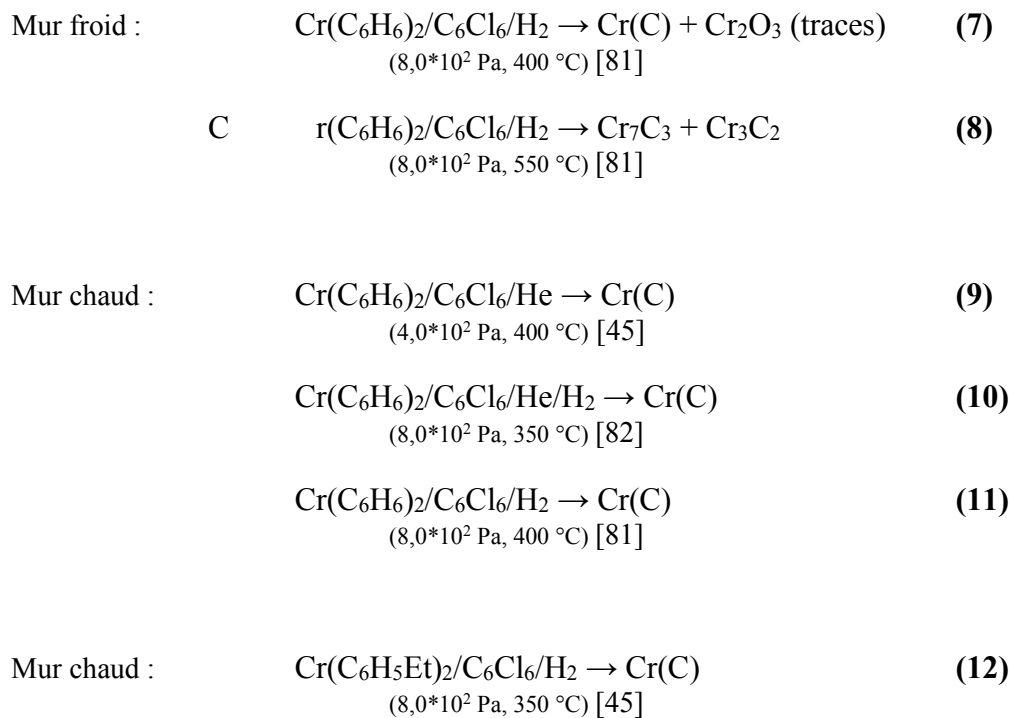 Mur froid : Cr(C₆H₆)₂/C₆Cl₆/H₂ → Cr(C) + Cr₂O₃ (traces) (7)
(8,0*10² Pa, 400 °C) [81]
C r(C₆H₆)₂/C₆Cl₆/H₂ → Cr₇C₃ + Cr₃C₂ (8)
(8,0*10² Pa, 550 °C) [81]
Mur chaud : Cr(C₆H₆)₂/C₆Cl₆/He → Cr(C) (9)
(4,0*10² Pa, 400 °C) [45]
Cr(C₆H₆)₂/C₆Cl₆/He/H₂ → Cr(C) (10)
(8,0*10² Pa, 350 °C) [82]
Cr(C₆H₆)₂/C₆Cl₆/H₂ → Cr(C) (11)
(8,0*10² Pa, 400 °C) [81]
Mur chaud : Cr(C₆H₅Et)₂/C₆Cl₆/H₂ → Cr(C) (12)
(8,0*10² Pa, 350 °C) [45]